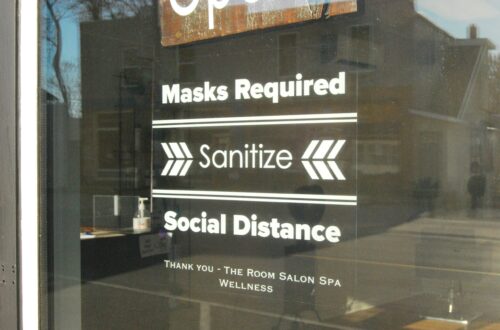 Masks Required
Sanitize
Social Distance
Thank you - The Room Salon Spa
Wellness